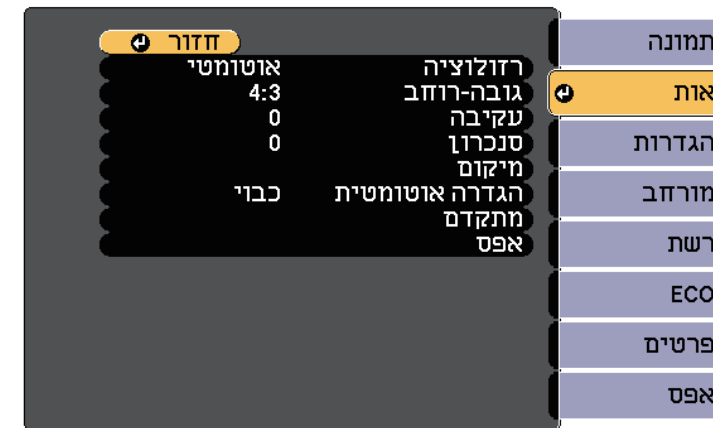 תמונה
אות
הגדרות
מורחב
רשת
ECO
פרטים
אפס
חזור
רזולוציה אוטומטי
גובה-רוחב 4:3
עקיבה 0
סנכרון 0
מיקום
הגדרה אוטומטית כבוי
מתקדם
אפס